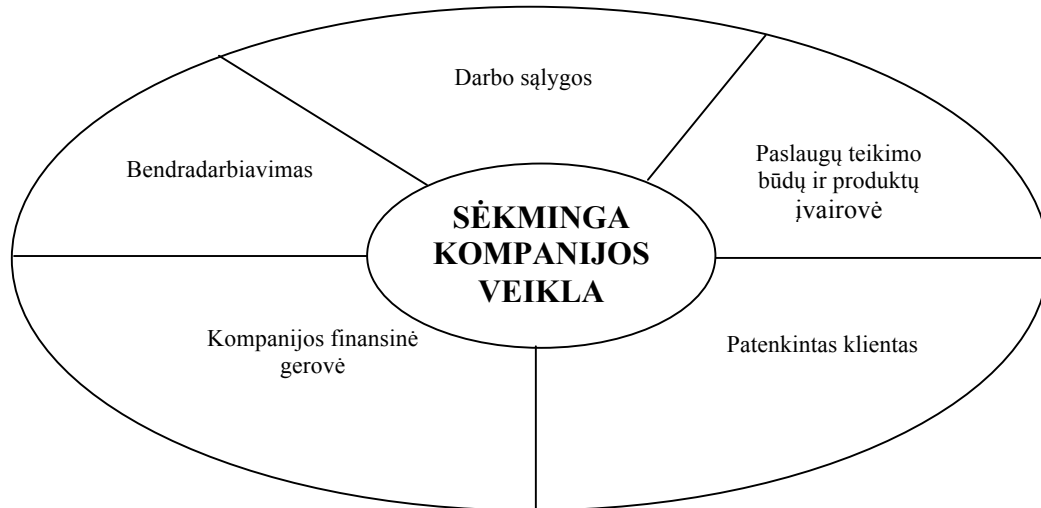 Darbo sąlygos
Bendradarbiavimas
Paslaugų teikimo
būdų ir produktų
įvairovė
SĖKMINGA
KOMPANIJOS
VEIKLA
Kompanijos finansinė
gerovė
Patenkintas klientas